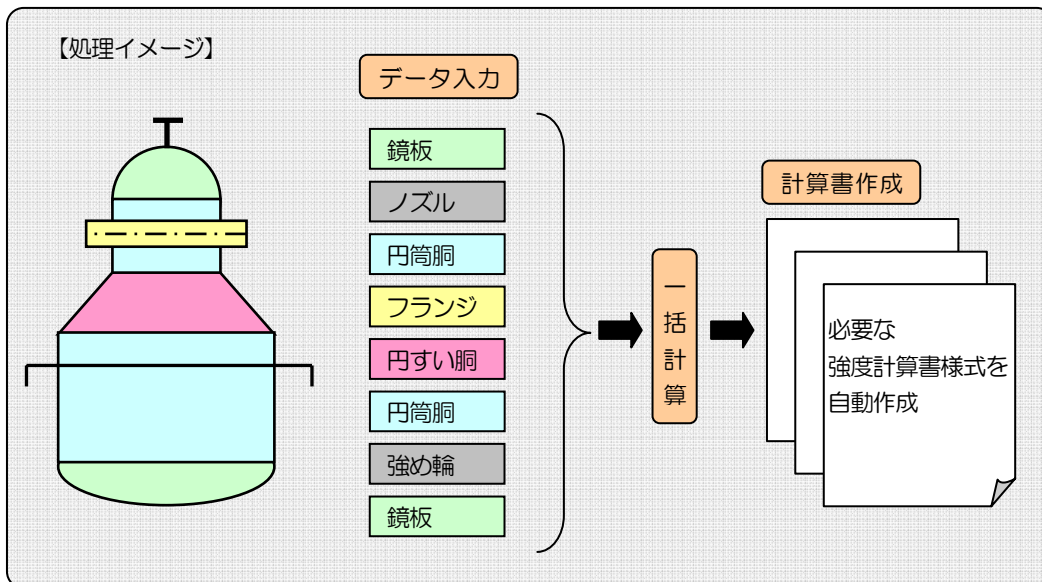 【処理イメージ】
データ入力
鏡板
ノズル
円筒胴
フランジ
円すい胴
円筒胴
強め輪
鏡板
一括計算
計算書作成
必要な
強度計算書様式を
自動作成